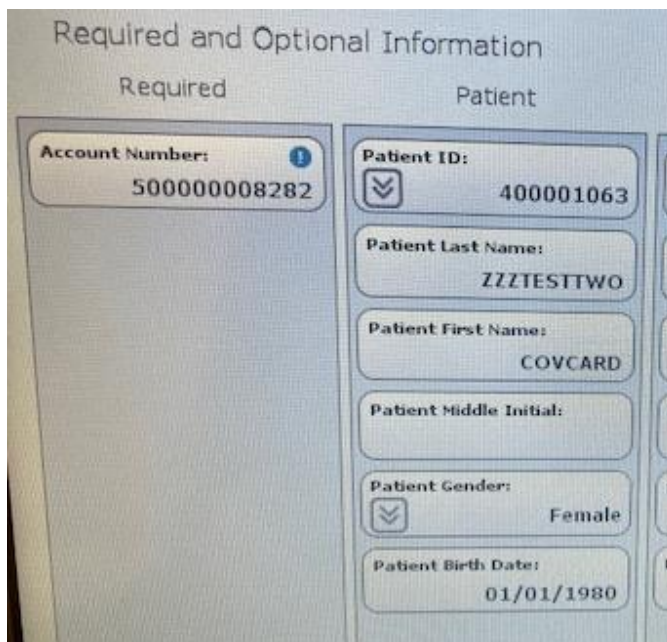 Required and Optional Information
Required
Patient
Account Number:
500000008282
Patient ID:
400001063
Patient Last Name:
ZZZTESTTWO
Patient First Name:
COVCARD
Patient Middle Initial:
Patient Gender:
Female
Patient Birth Date:
01/01/1980